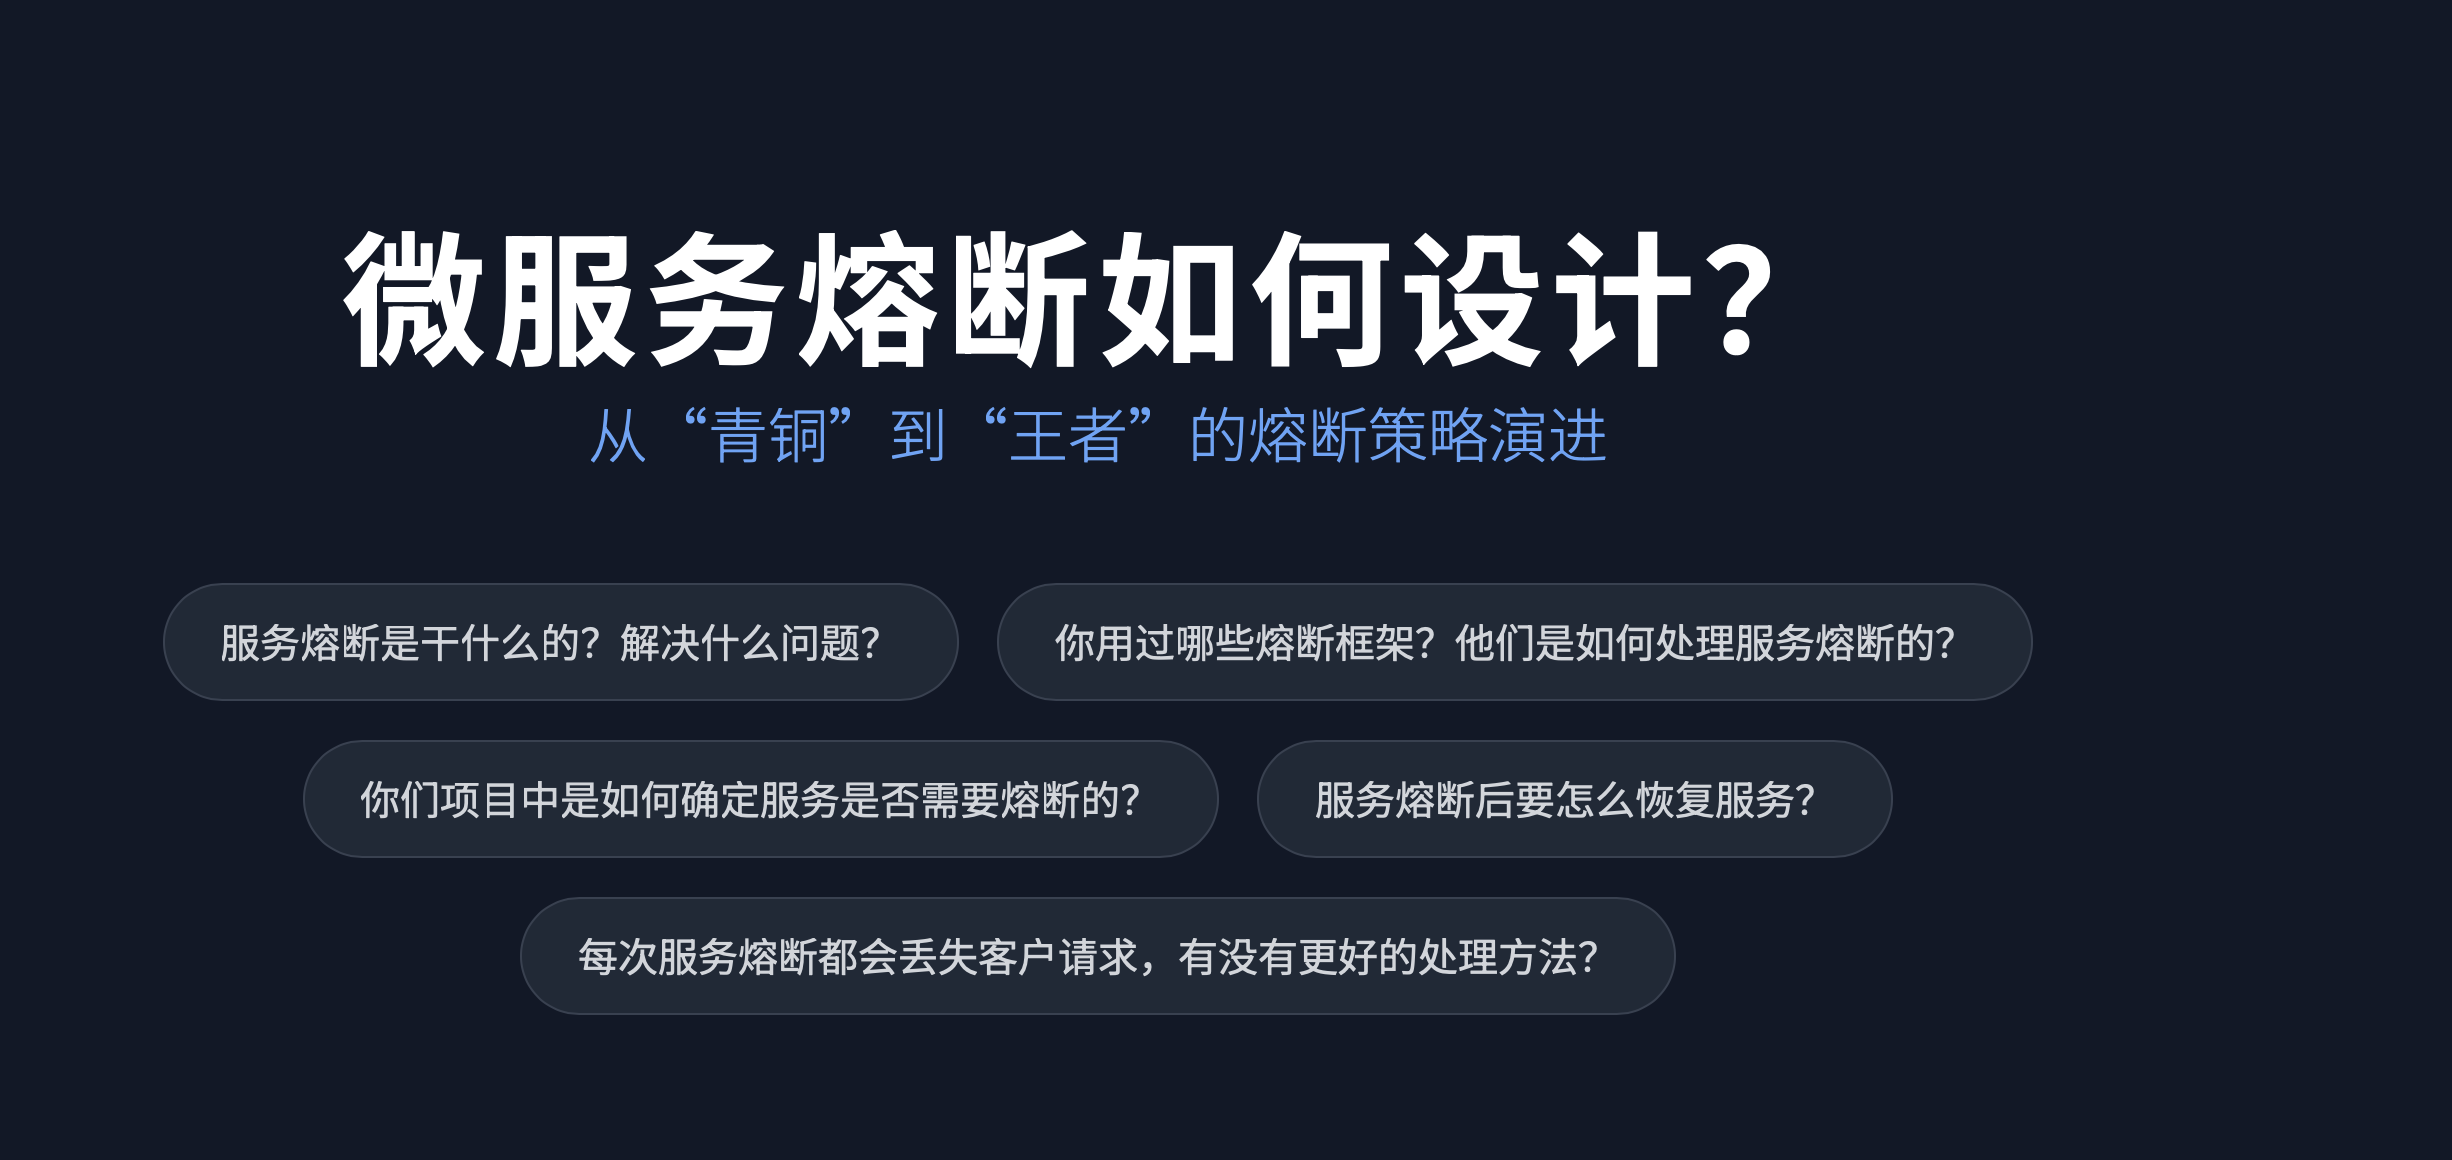 微服务熔断如何设计？
从“青铜”到“王者”的熔断策略演进
服务熔断是干什么的？解决什么问题？
你用过哪些熔断框架？他们是如何处理服务熔断的？
你们项目中是如何确定服务是否需要熔断的？
服务熔断后要怎么恢复服务？
每次服务熔断都会丢失客户请求，有没有更好的处理方法？